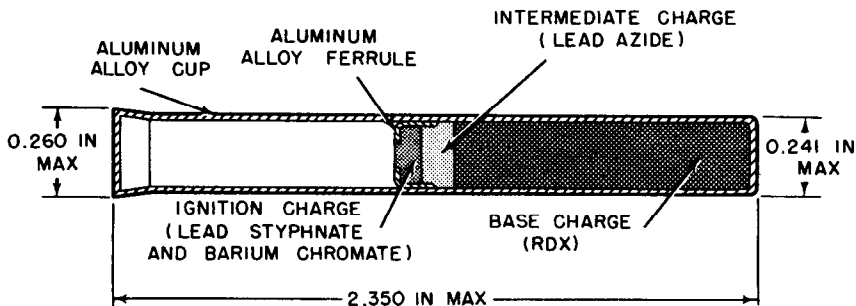 INTERMEDIATE CHARGE
(LEAD AZIDE)
ALUMINUM
ALLOY CUP
ALUMINUM
ALLOY FERRULE
0.260 IN
MAX
0.241 IN
MAX
IGNITION CHARGE
(LEAD STYPHNATE
AND BARIUM CHROMATE)
BASE CHARGE
(RDX)
2.350 IN MAX